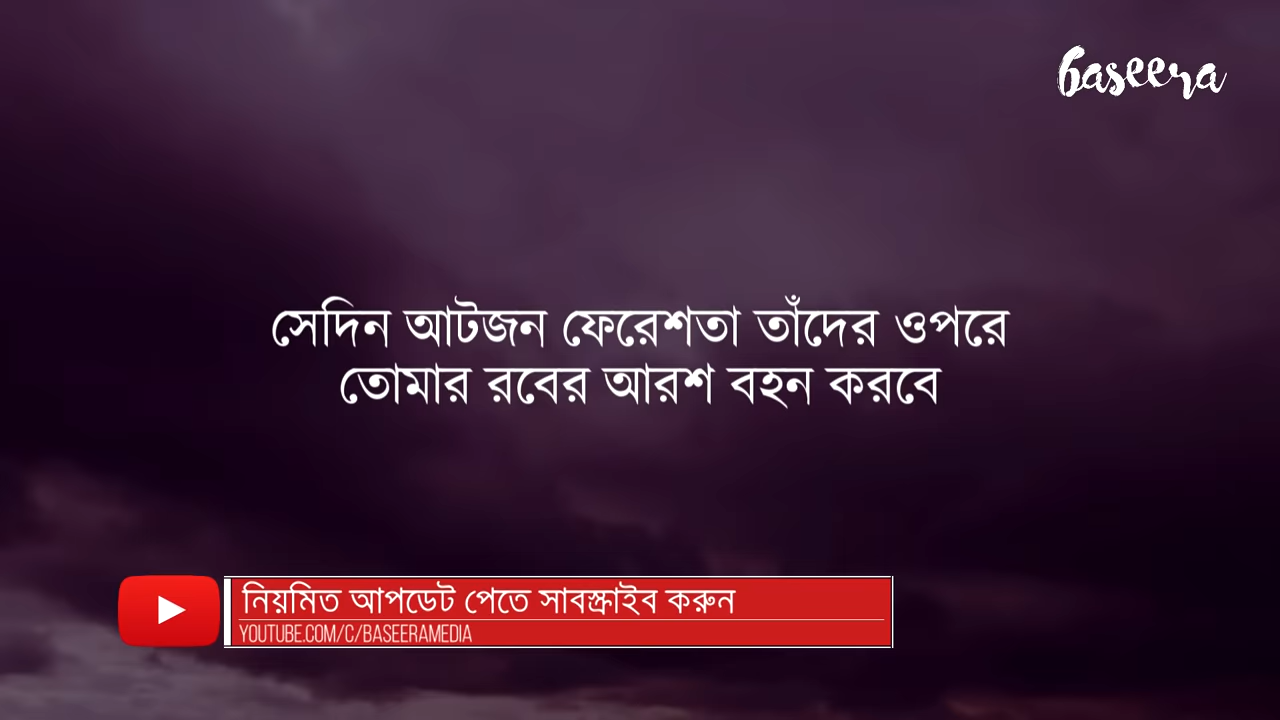 baseera
সেদিন আটজন ফেরেশতা তাঁদের ওপরে
তোমার রবের আরশ বহন করবে
নিয়মিত আপডেট পেতে সাবস্ক্রাইব করুন
YOUTUBE.COM/C/BASEERAMEDIA